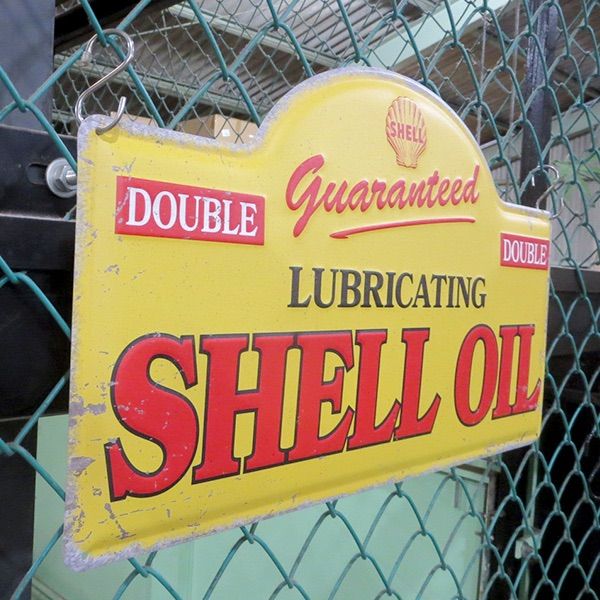 SHELL
Guaranteed
DOUBLE
DOUBLE
LUBRICATING
SHELL OIL